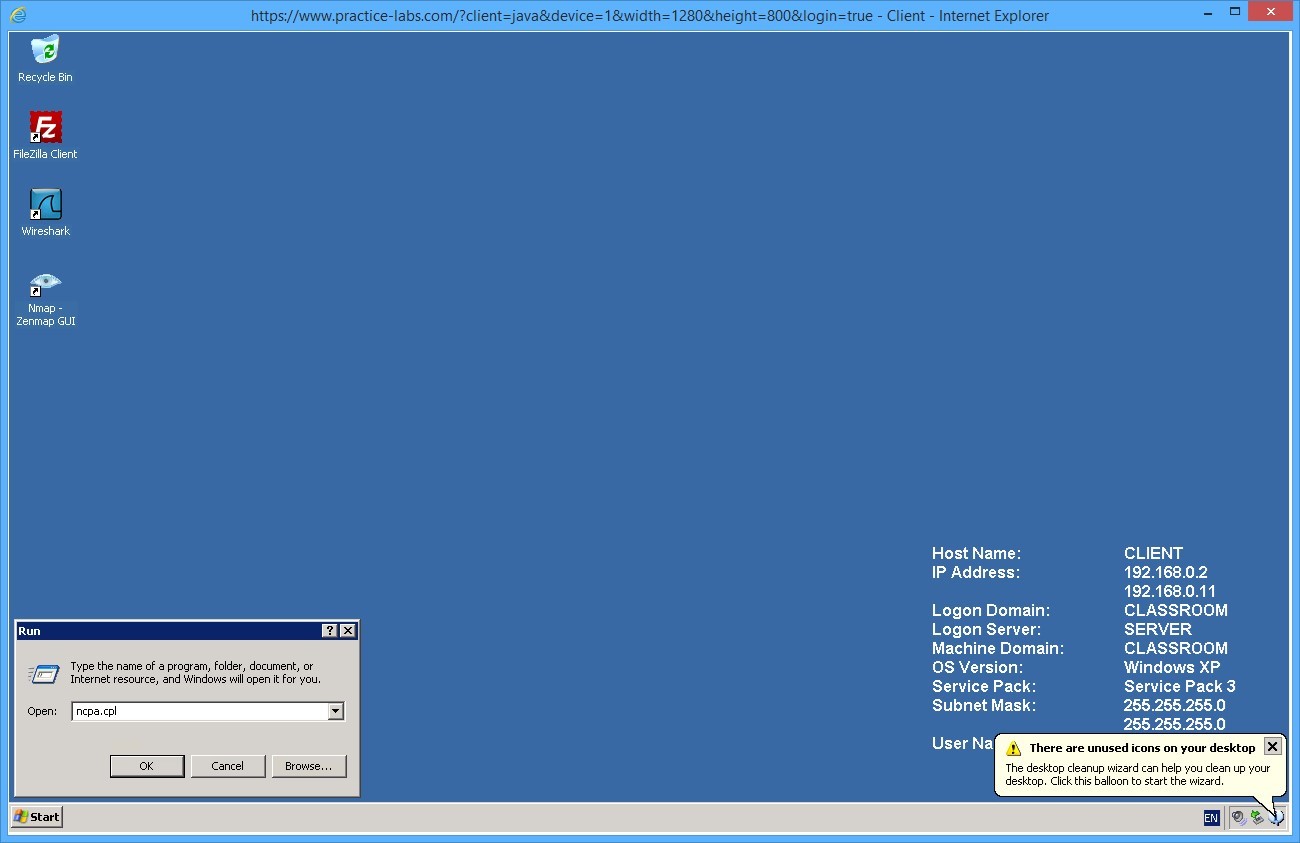 https://www.practice-labs.com/?client=java&device=1&width=1280&height=800&login=true - Client - Internet Explorer
Recycle Bin
FileZilla Client
Wireshark
Nmap -
Zenmap GUI
Host Name: CLIENT
IP Address: 192.168.0.2
192.168.0.11
Logon Domain: CLASSROOM
Logon Server: SERVER
Machine Domain: CLASSROOM
OS Version: Windows XP
Service Pack: Service Pack 3
Subnet Mask: 255.255.255.0
255.255.255.0
User Na
There are unused icons on your desktop
The desktop cleanup wizard can help you clean up your
desktop. Click this balloon to start the wizard.
Run
Type the name of a program, folder, document, or
Internet resource, and Windows will open it for you.
Open: ncpa.cpl
OK Cancel Browse...
Start
EN